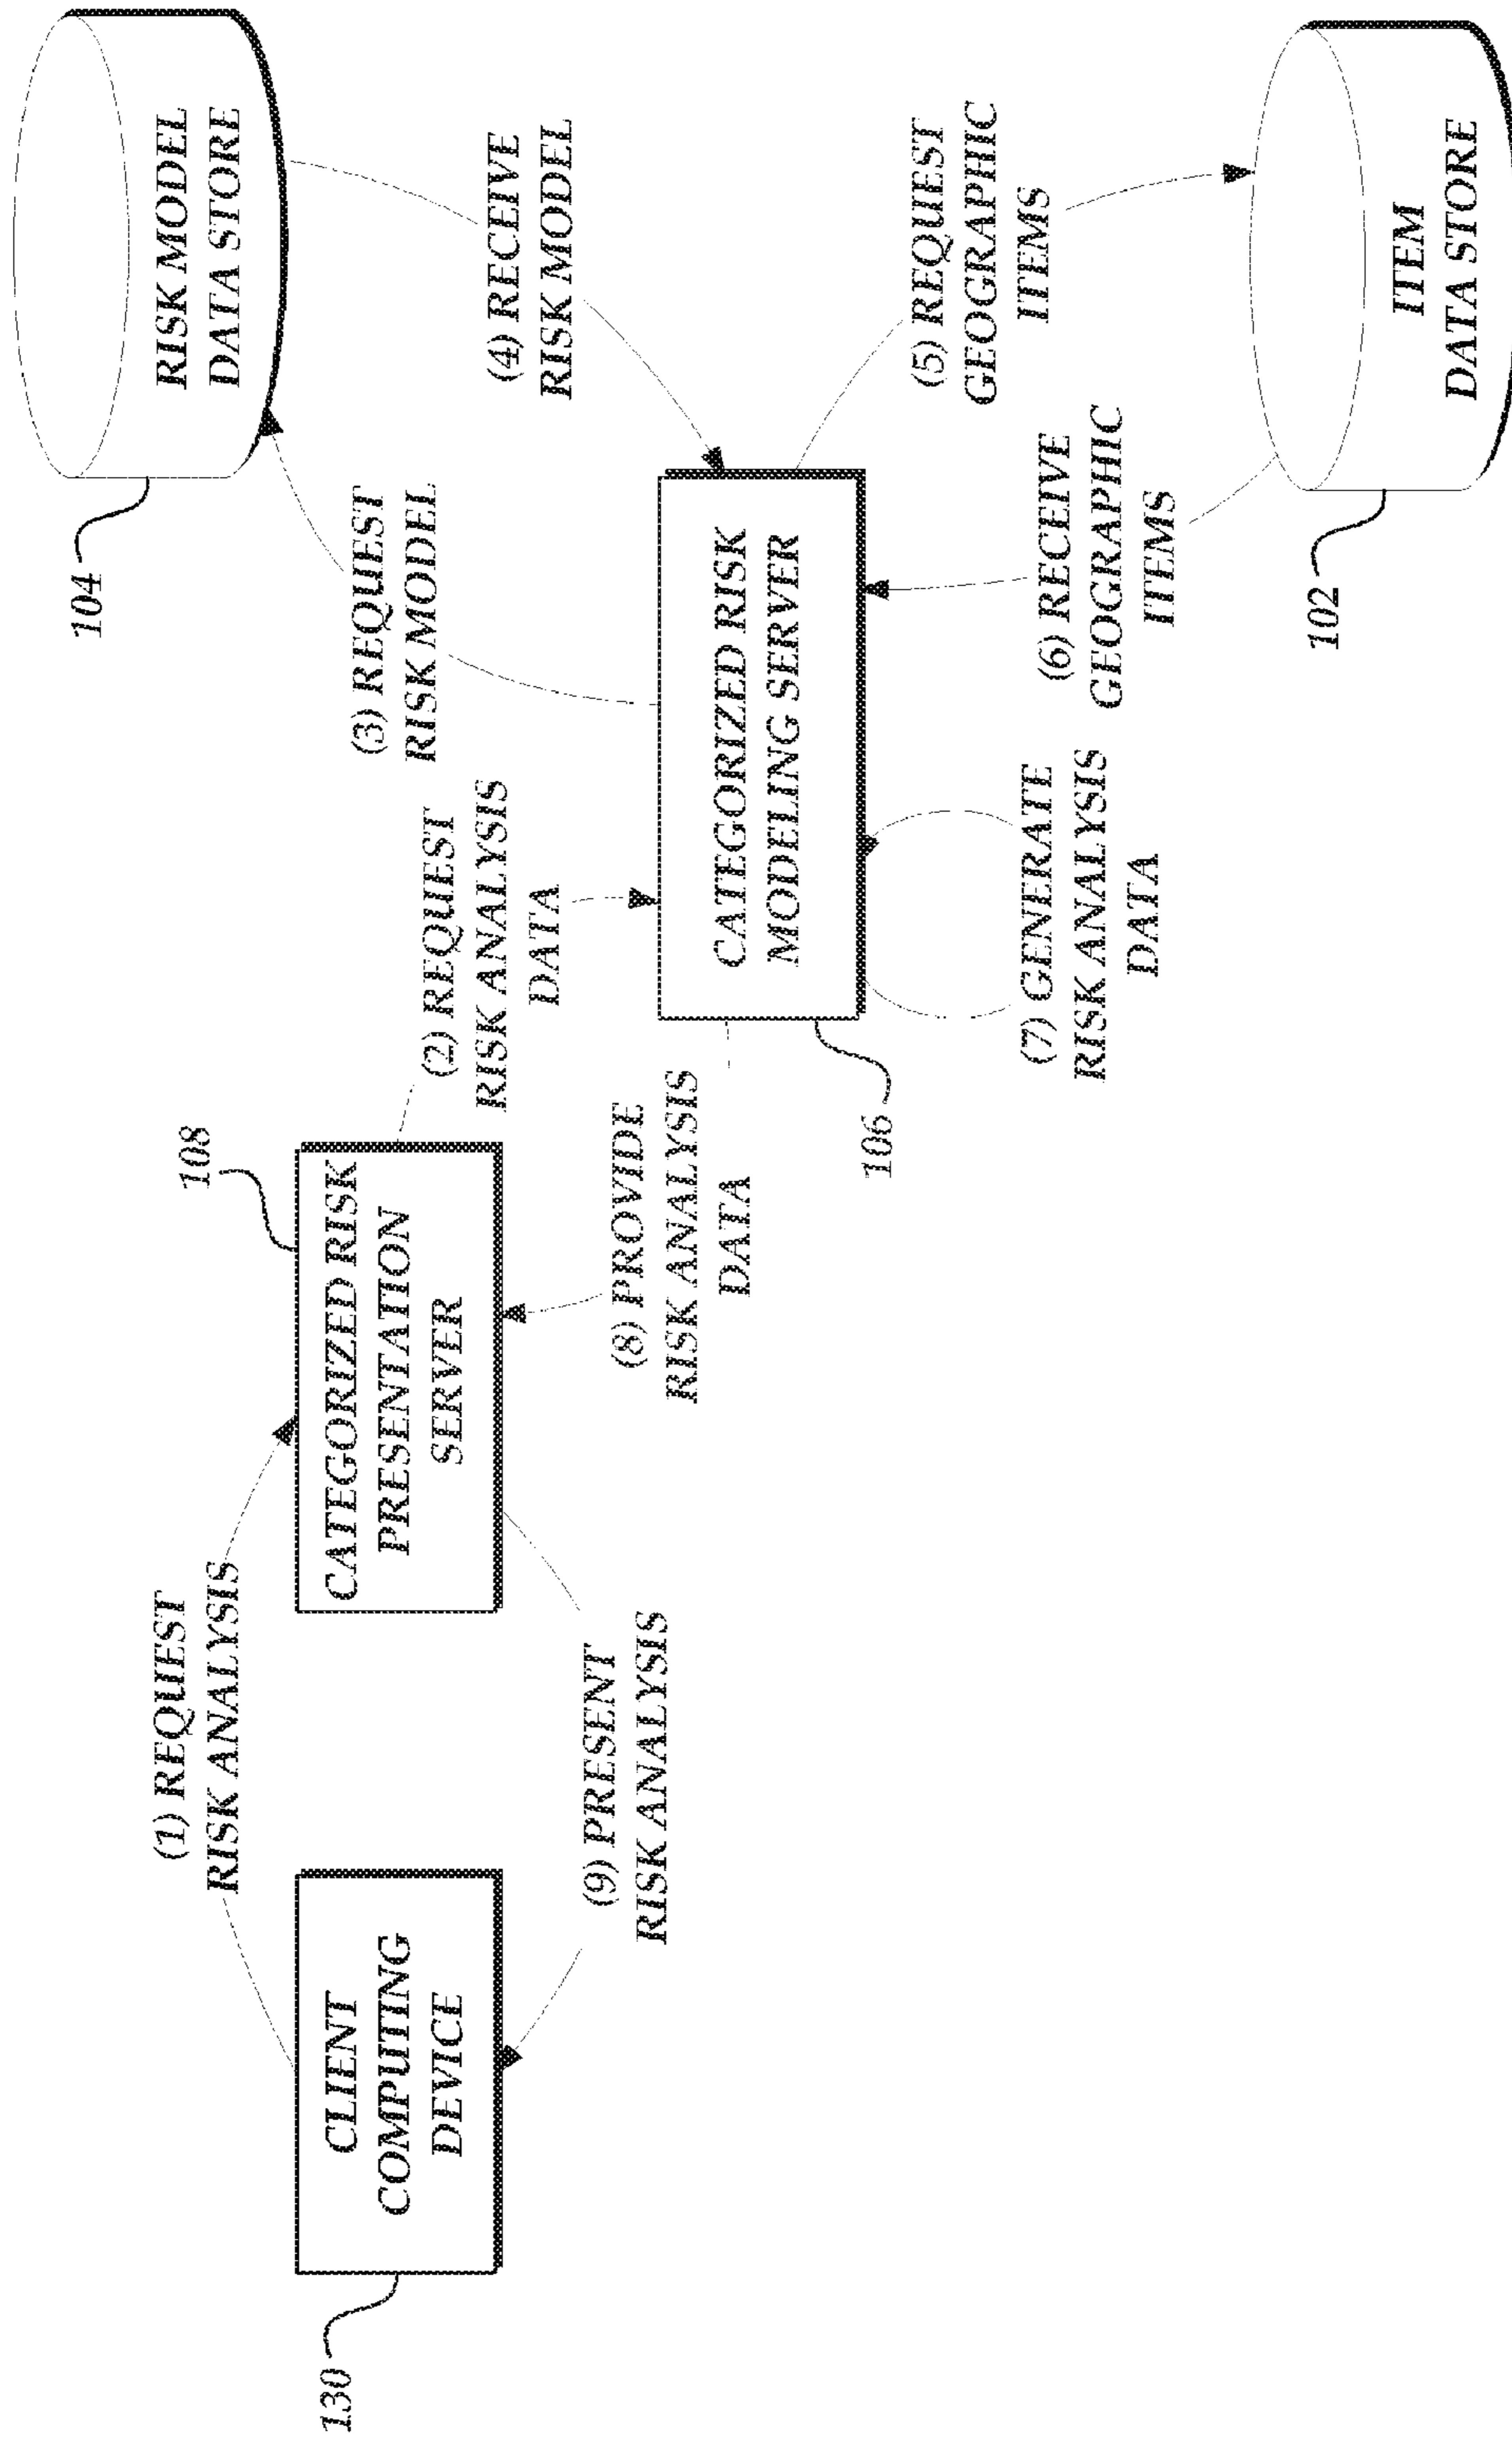 130
CLIENT
COMPUTING
DEVICE
(1) REQUEST
RISK ANALYSIS
(9) PRESENT
RISK ANALYSIS
108
CATEGORIZED RISK
PRESENTATION
SERVER
(2) REQUEST
RISK ANALYSIS
DATA
(8) PROVIDE
RISK ANALYSIS
DATA
106
CATEGORIZED RISK
MODELING SERVER
(3) REQUEST
RISK MODEL
(4) RECEIVE
RISK MODEL
104
RISK MODEL
DATA STORE
(5) REQUEST
GEOGRAPHIC
ITEMS
(6) RECEIVE
GEOGRAPHIC
ITEMS
(7) GENERATE
RISK ANALYSIS
DATA
102
ITEM
DATA STORE